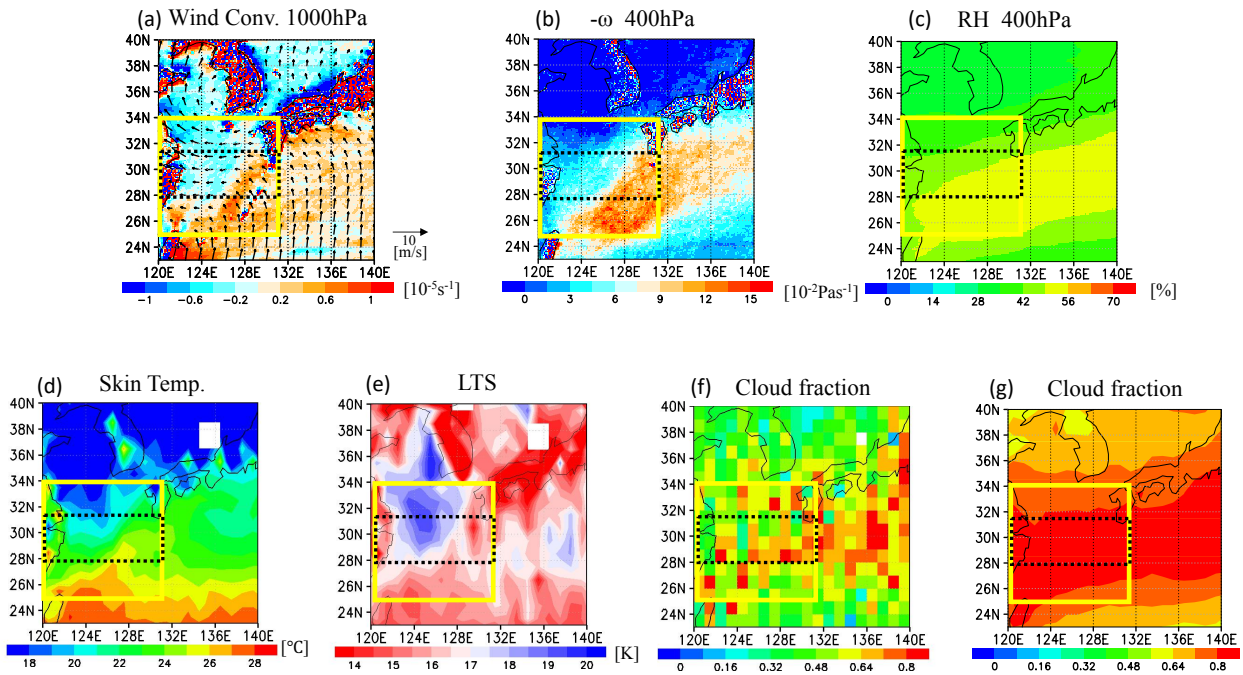 (a) Wind Conv. 1000hPa
40N
38N
36N
34N
32N
30N
28N
26N
24N
120E 124E 128E 132E 136E 140E
10
[m/s]
−1 −0.6 −0.2 0.2 0.6 1
[10-5s-1]
(b) -ω 400hPa
40N
38N
36N
34N
32N
30N
28N
26N
24N
120E 124E 128E 132E 136E 140E
0 3 6 9 12 15
[10-2Pas-1]
(c) RH 400hPa
40N
38N
36N
34N
32N
30N
28N
26N
24N
120E 124E 128E 132E 136E 140E
0 14 28 42 56 70
[%]
(d) Skin Temp.
40N
38N
36N
34N
32N
30N
28N
26N
24N
120E 124E 128E 132E 136E 140E
18 20 22 24 26 28
[°C]
(e) LTS
40N
38N
36N
34N
32N
30N
28N
26N
24N
120E 124E 128E 132E 136E 140E
14 15 16 17 18 19 20
[K]
(f) Cloud fraction
40N
38N
36N
34N
32N
30N
28N
26N
24N
120E 124E 128E 132E 136E 140E
0 0.16 0.32 0.48 0.64 0.8
(g) Cloud fraction
40N
38N
36N
34N
32N
30N
28N
26N
24N
120E 124E 128E 132E 136E 140E
0 0.16 0.32 0.48 0.64 0.8